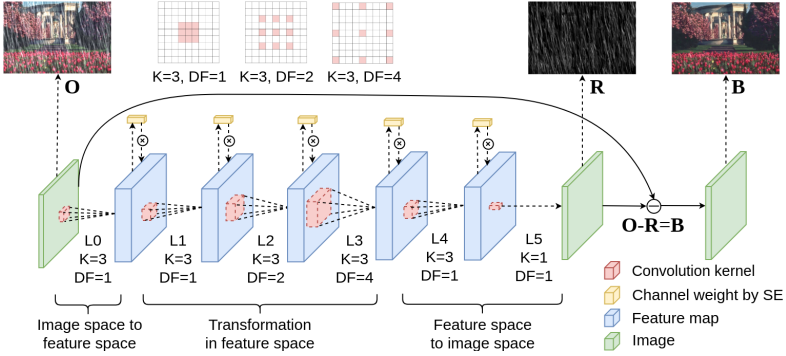 K=3, DF=1
K=3, DF=2
K=3, DF=4
O
R
B
L0
K=3
DF=1
L1
K=3
DF=1
L2
K=3
DF=2
L3
K=3
DF=4
L4
K=3
DF=1
L5
K=1
DF=1
O-R=B
Image space to
feature space
Transformation
in feature space
Feature space
to image space
Convolution kernel
Channel weight by SE
Feature map
Image